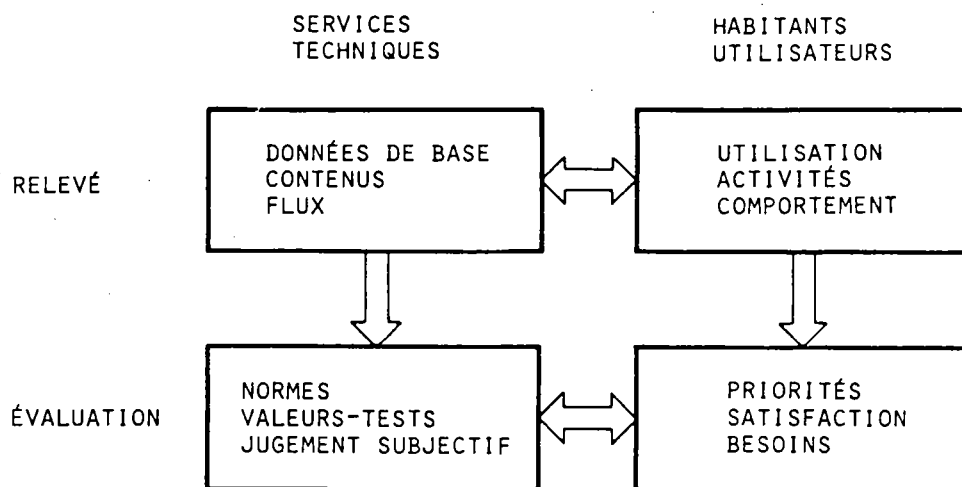 SERVICES
TECHNIQUES
HABITANTS
UTILISATEURS
RELEVÉ
DONNÉES DE BASE
CONTENUS
FLUX
UTILISATION
ACTIVITÉS
COMPORTEMENT
ÉVALUATION
NORMES
VALEURS-TESTS
JUGEMENT SUBJECTIF
PRIORITÉS
SATISFACTION
BESOINS